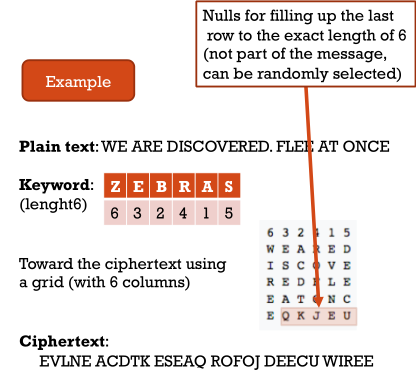 Nulls for filling up the last
row to the exact length of 6
(not part of the message,
can be randomly selected)
Example
Plain text: WE ARE DISCOVERED. FLEE AT ONCE
Keyword: Z E B R A S
(lenght6) 6 3 2 4 1 5
6 3 2 4 1 5
W E A R E D
I S C O V E
R E D F L E
E A T O N C
E Q K J E U
Toward the ciphertext using
a grid (with 6 columns)
Ciphertext:
EVLNE ACDTK ESEAQ ROFOJ DEECU WIREE